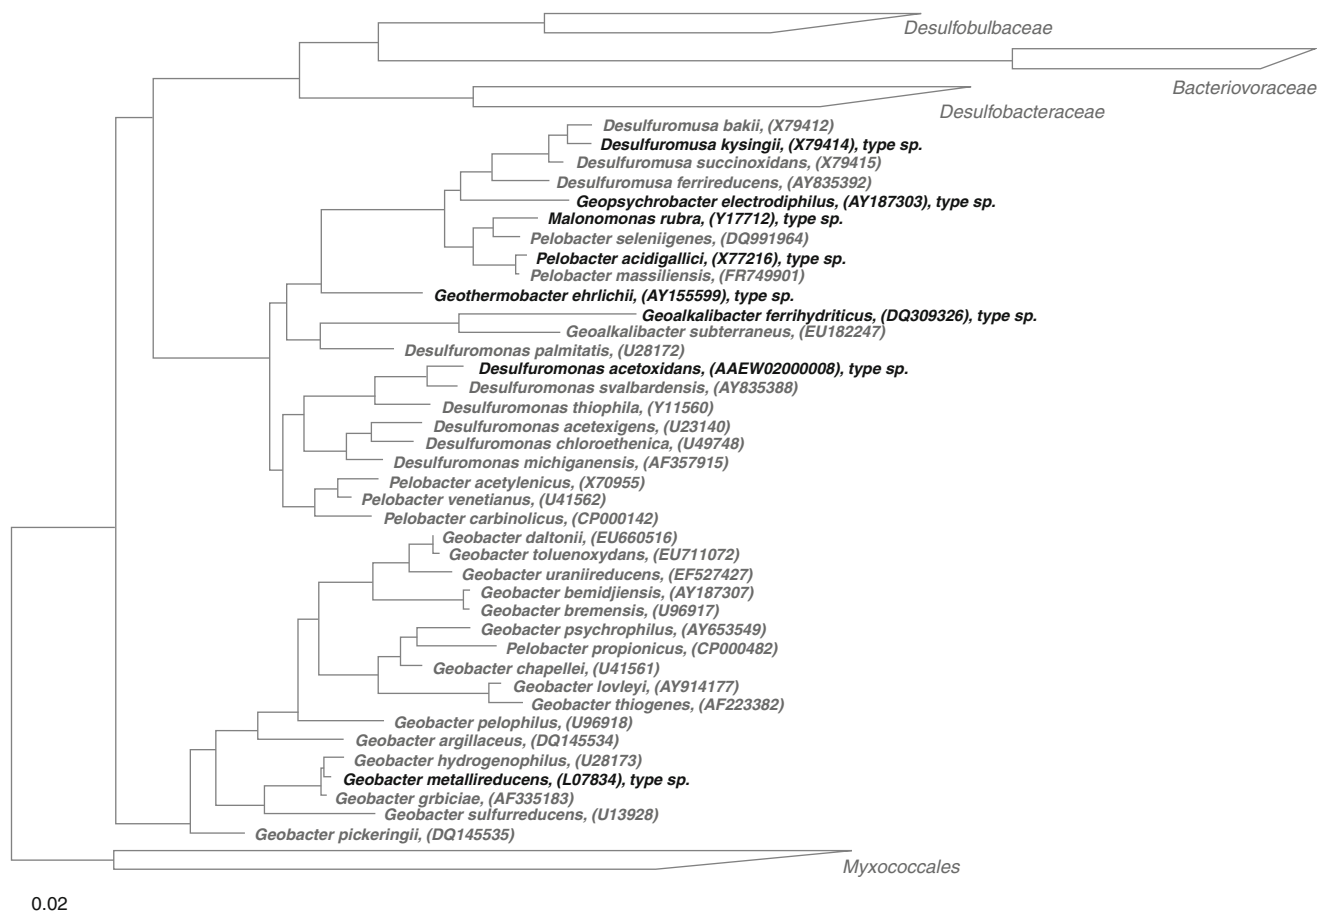 Desulfobulbaceae
Bacteriovoraceae
Desulfobacteraceae
Desulfuromusa bakii, (X79412)
Desulfuromusa kysingii, (X79414), type sp.
Desulfuromusa succinoxidans, (X79415)
Desulfuromusa ferrireducens, (AY835392)
Geopsychrobacter electrodiphilus, (AY187303), type sp.
Malonomonas rubra, (Y17712), type sp.
Pelobacter seleniigenes, (DQ991964)
Pelobacter acidigallici, (X77216), type sp.
Pelobacter massiliensis, (FR749901)
Geothermobacter ehrlichii, (AY155599), type sp.
Geoalkalibacter ferrihydriticus, (DQ309326), type sp.
Geoalkalibacter subterraneus, (EU182247)
Desulfuromonas palmitatis, (U28172)
Desulfuromonas acetoxidans, (AAEW02000008), type sp.
Desulfuromonas svalbardensis, (AY835388)
Desulfuromonas thiophila, (Y11560)
Desulfuromonas acetexigens, (U23140)
Desulfuromonas chloroethenica, (U49748)
Desulfuromonas michiganensis, (AF357915)
Pelobacter acetylenicus, (X70955)
Pelobacter venetianus, (U41562)
Pelobacter carbinolicus, (CP000142)
Geobacter daltonii, (EU660516)
Geobacter toluenoxydans, (EU711072)
Geobacter uraniireducens, (EF527427)
Geobacter bemidjiensis, (AY187307)
Geobacter bremensis, (U96917)
Geobacter psychrophilus, (AY653549)
Pelobacter propionicus, (CP000482)
Geobacter chapellei, (U41561)
Geobacter lovleyi, (AY914177)
Geobacter thiogenes, (AF223382)
Geobacter pelophilus, (U96918)
Geobacter argillaceus, (DQ145534)
Geobacter hydrogenophilus, (U28173)
Geobacter metallireducens, (L07834), type sp.
Geobacter grbiciae, (AF335183)
Geobacter sulfurreducens, (U13928)
Geobacter pickeringii, (DQ145535)
Myxococcales
0.02